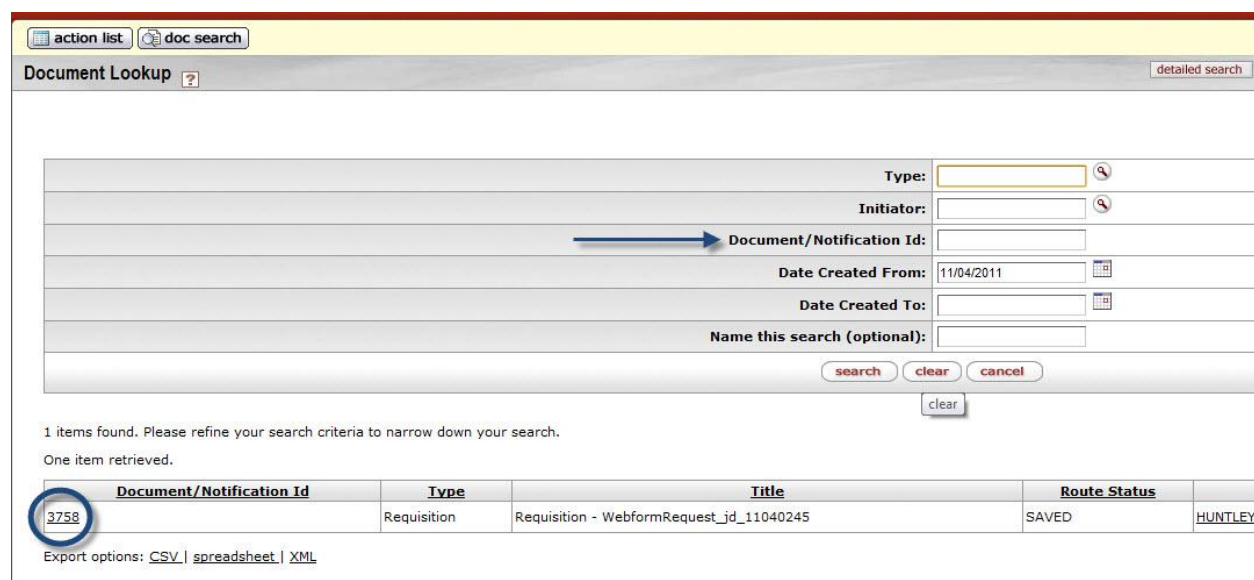 action list doc search
Document Lookup ?
detailed search
Type:
Initiator:
Document/Notification Id:
Date Created From: 11/04/2011
Date Created To:
Name this search (optional):
search clear cancel
clear
1 items found. Please refine your search criteria to narrow down your search.
One item retrieved.
Document/Notification Id Type Title Route Status
3758 Requisition Requisition - WebformRequest_jd_11040245 SAVED HUNTLEY
Export options: CSV | spreadsheet | XML